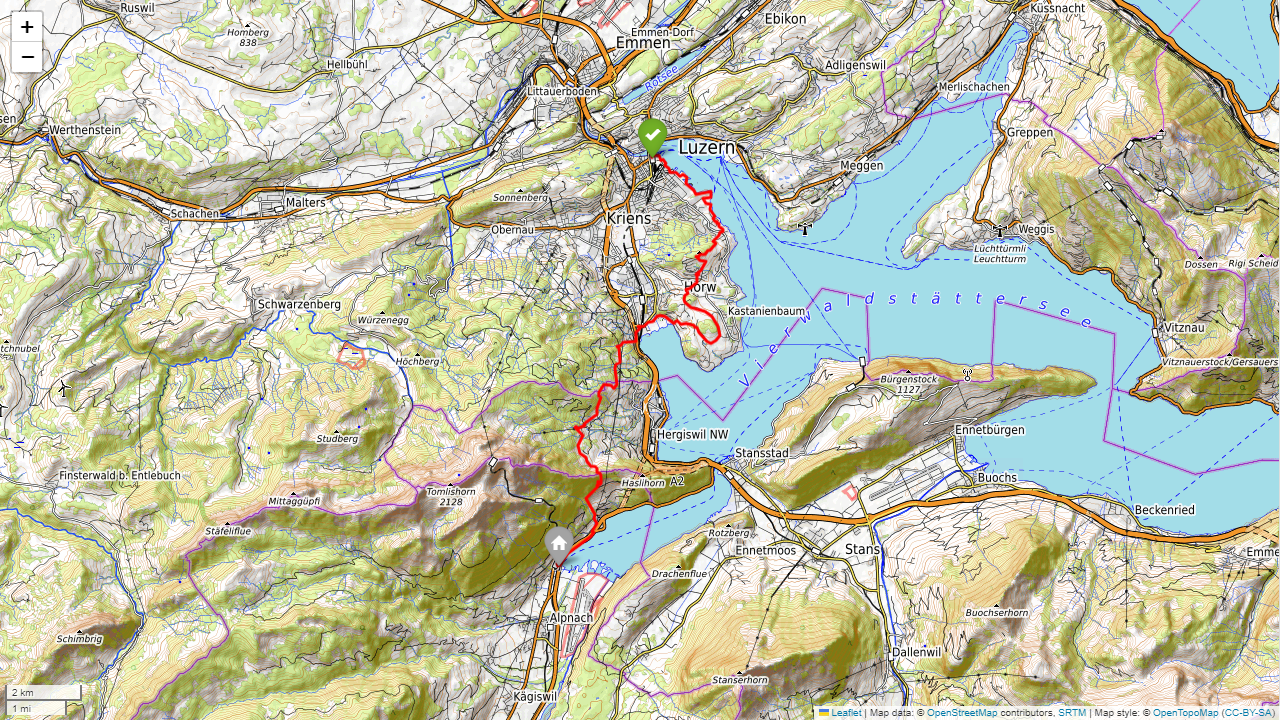 +
−
Ruswil
Homberg
838
Hellbühl
Emmen-Dorf
Emmen
Ebikon
Küssnacht
Adligenswil
Rotsee
Littauerboden
Merlischachen
Werthenstein
Greppen
Luzern
Meggen
Malters
Sonnenberg
Schachen
Kriens
Obernau
Weggis
Lüchttürmli
Leuchtturm
Dossen
Rigi Scheid
Horw
Schwarzenberg
Kastanienbaum
Vierwaldstättersee
Würzenegg
Vitznau
tchnubel
Höchberg
Vitznauerstock/Gersauers
Bürgenstock
1127
Studberg
Hergiswil NW
Ennetbürgen
Stansstad
Finsterwald b. Entlebuch
Haslihorn
A2
Buochs
Tomlishorn
2128
Mittaggüpfi
Beckenried
Stäfeliflue
Rotzberg
Ennetmoos
Stans
Emme
Drachenflue
Alpnach
Buochserhorn
Schimbrig
Dallenwil
Stanserhorn
Kägiswil
2 km
1 mi
Leaflet | Map data: © OpenStreetMap contributors, SRTM | Map style: © OpenTopoMap (CC-BY-SA)